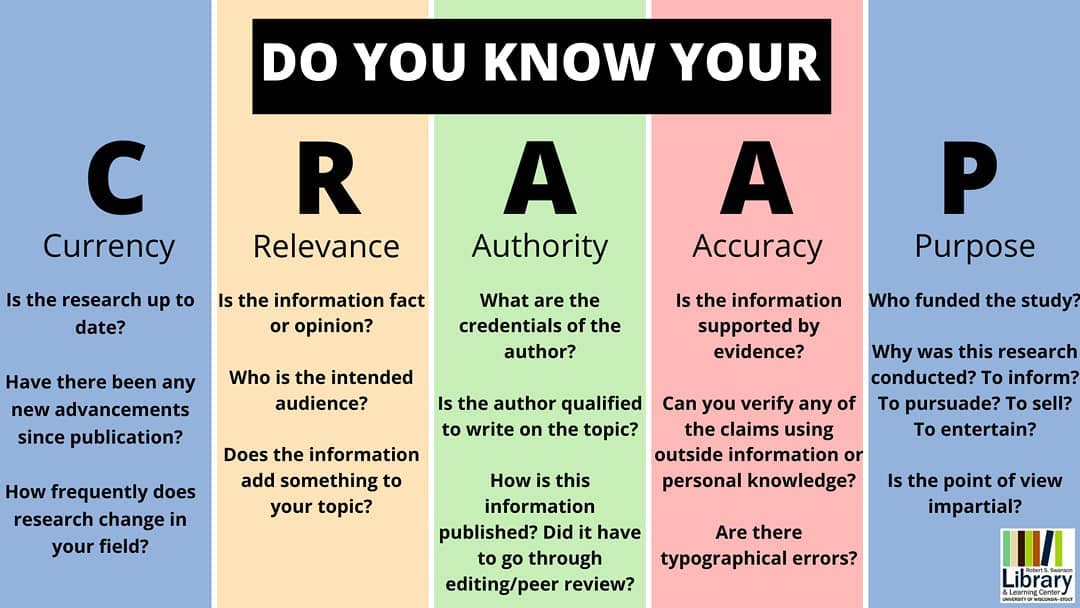 DO YOU KNOW YOUR
C
Currency
Is the research up to
date?
Have there been any
new advancements
since publication?
How frequently does
research change in
your field?
R
Relevance
Is the information fact
or opinion?
Who is the intended
audience?
Does the information
add something to
your topic?
A
Authority
What are the
credentials of the
author?
Is the author qualified
to write on the topic?
How is this
information
published? Did it have
to go through
editing/peer review?
A
Accuracy
Is the information
supported by
evidence?
Can you verify any of
the claims using
outside information or
personal knowledge?
Are there
typographical errors?
P
Purpose
Who funded the study?
Why was this research
conducted? To inform?
To pursuade? To sell?
To entertain?
Is the point of view
impartial?
Robert S. Swanson
Library
& Learning Center
UNIVERSITY OF WISCONSIN-STOUT